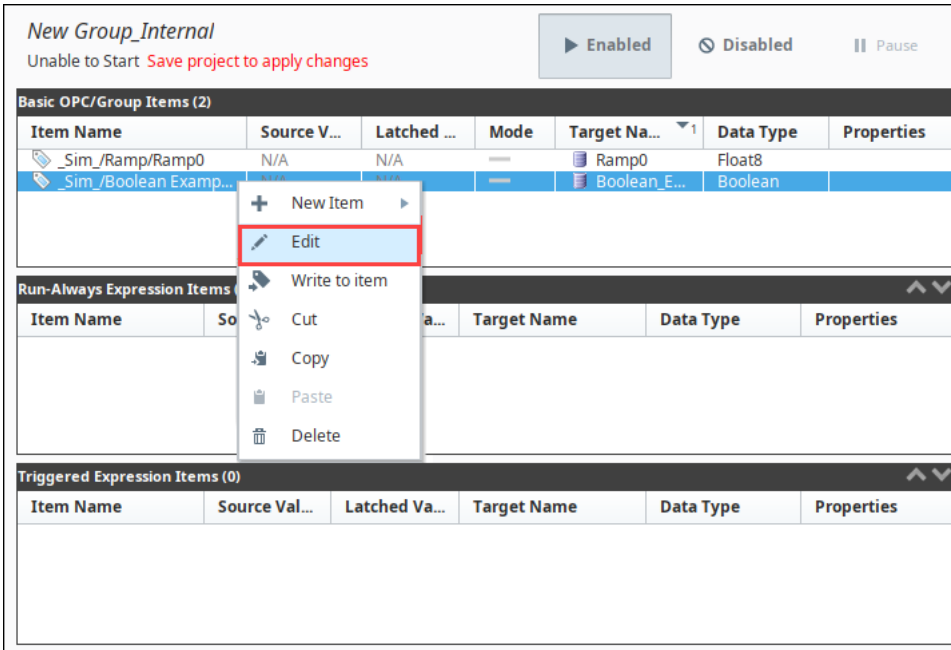 New Group_Internal
Enabled Disabled Pause
Unable to Start Save project to apply changes
Basic OPC/Group Items (2)
Item Name Source V... Latched ... Mode Target Na... 1 Data Type Properties
_Sim_/Ramp/Ramp0 N/A N/A Ramp0 Float8
_Sim_/Boolean Examp... N/A N/A Boolean_E... Boolean
New Item
Edit
Write to item
Cut
Copy
Paste
Delete
Run-Always Expression Items (
Item Name So a... Target Name Data Type Properties
Triggered Expression Items (0)
Item Name Source Val... Latched Va... Target Name Data Type Properties